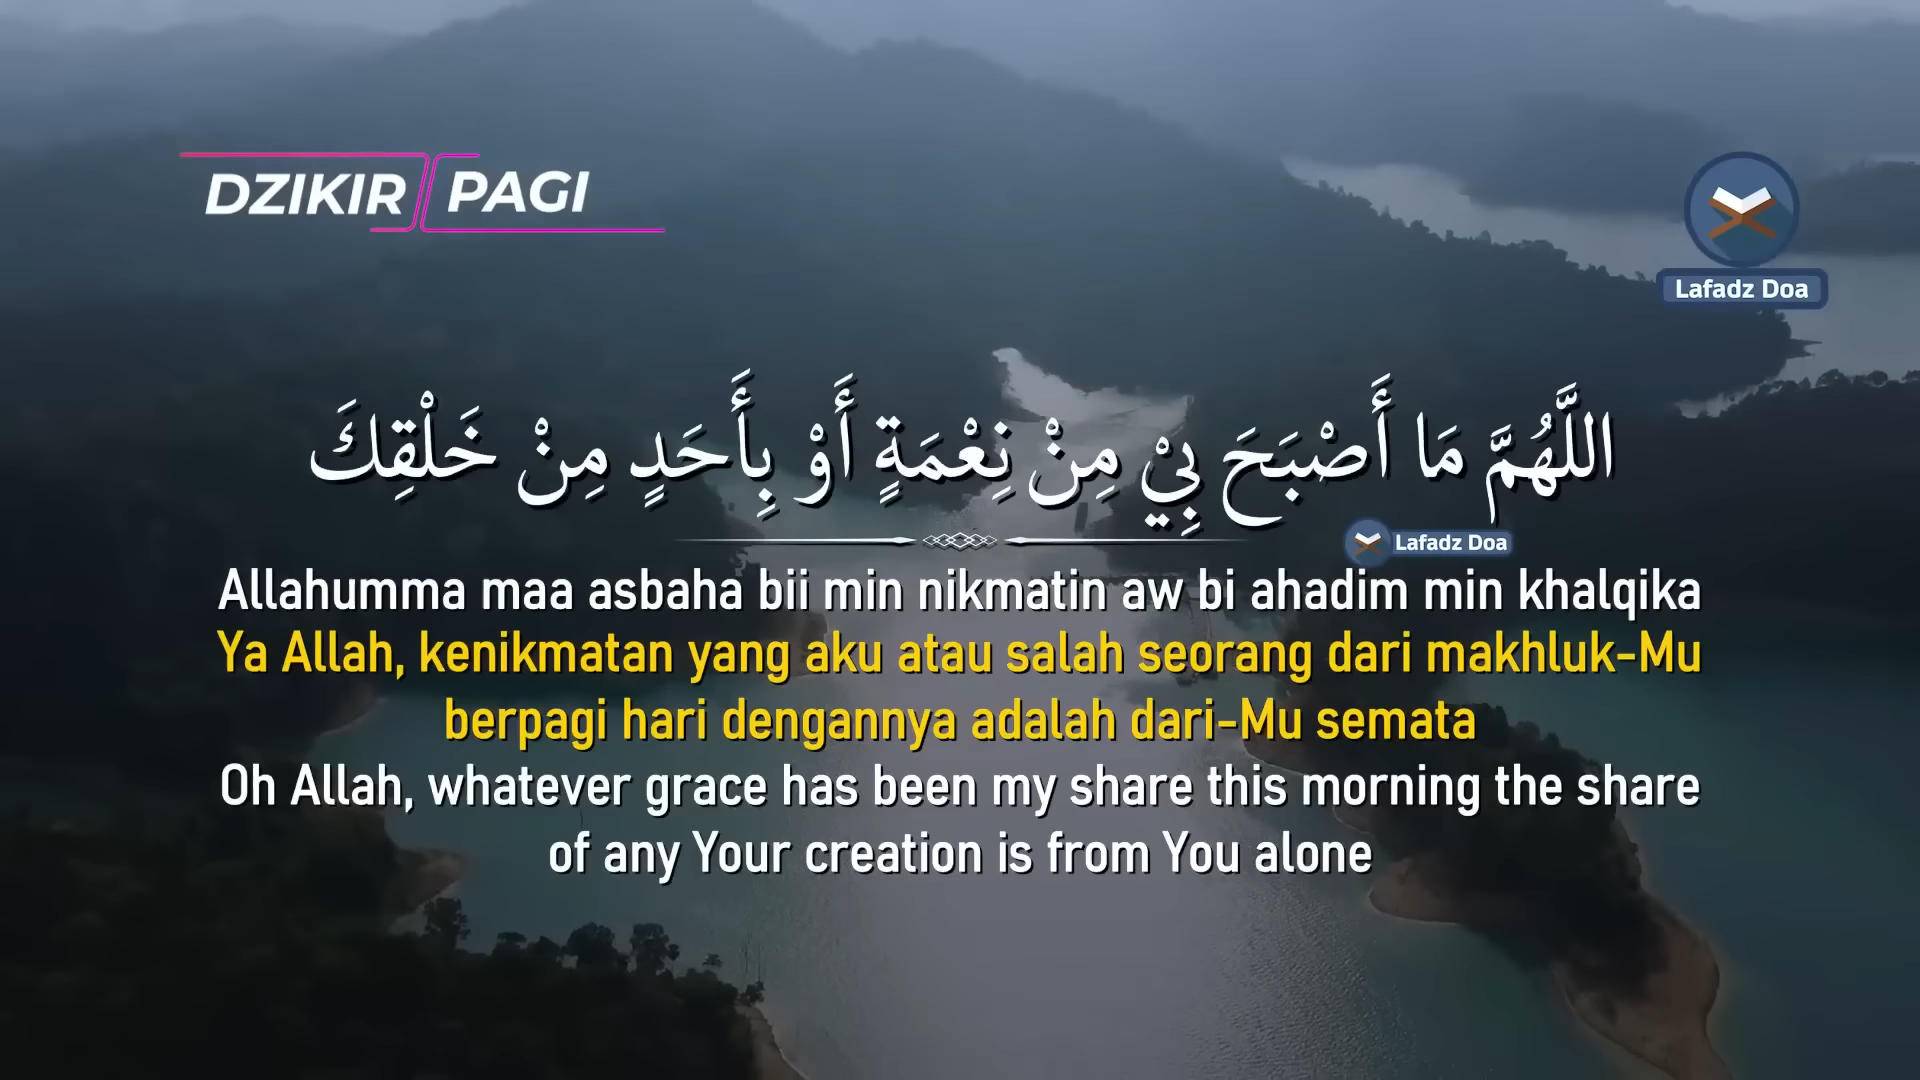 DZIKIR PAGI
Lafadz Doa
اللَّهُمَّ مَا أَصْبَحَ بِيْ مِنْ نِعْمَةٍ أَوْ بِأَحَدٍ مِنْ خَلْقِكَ
Lafadz Doa
Allahumma maa asbaha bii min nikmatin aw bi ahadim min khalqika
Ya Allah, kenikmatan yang aku atau salah seorang dari makhluk-Mu
berpagi hari dengannya adalah dari-Mu semata
Oh Allah, whatever grace has been my share this morning the share
of any Your creation is from You alone